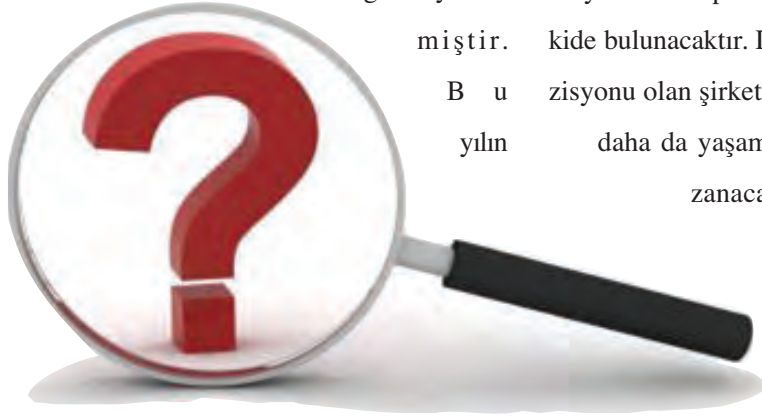 miştir.
B u
yılın
kide bulunacaktır.
zisyonu olan şirket
daha da yaşam
zanaca